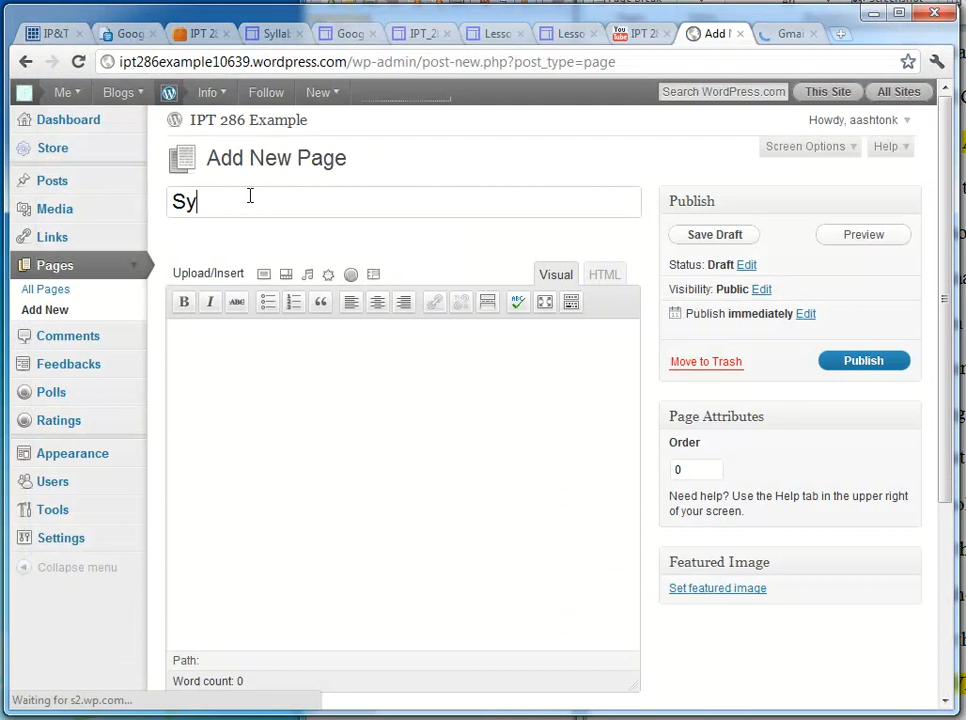 IP&T
Goog
IPT 28
Syllab
Goog
IPT_2
Lesso
Lesso
IPT 28
Add N
Gmai
ipt286example10639.wordpress.com/wp-admin/post-new.php?post_type=page
Me
Blogs
Info
Follow
New
Search WordPress.com
This Site
All Sites
Dashboard
Store
Posts
Media
Links
Pages
All Pages
Add New
Comments
Feedbacks
Polls
Ratings
Appearance
Users
Tools
Settings
Collapse menu
IPT 286 Example
Howdy, aashtonk
Add New Page
Screen Options
Help
Sy
Upload/Insert
Visual
HTML
B I ABC
ABC
Path:
Word count: 0
Publish
Save Draft
Preview
Status: Draft Edit
Visibility: Public Edit
Publish immediately Edit
Move to Trash
Publish
Page Attributes
Order
0
Need help? Use the Help tab in the upper right
of your screen.
Featured Image
Set featured image
Waiting for s2.wp.com...